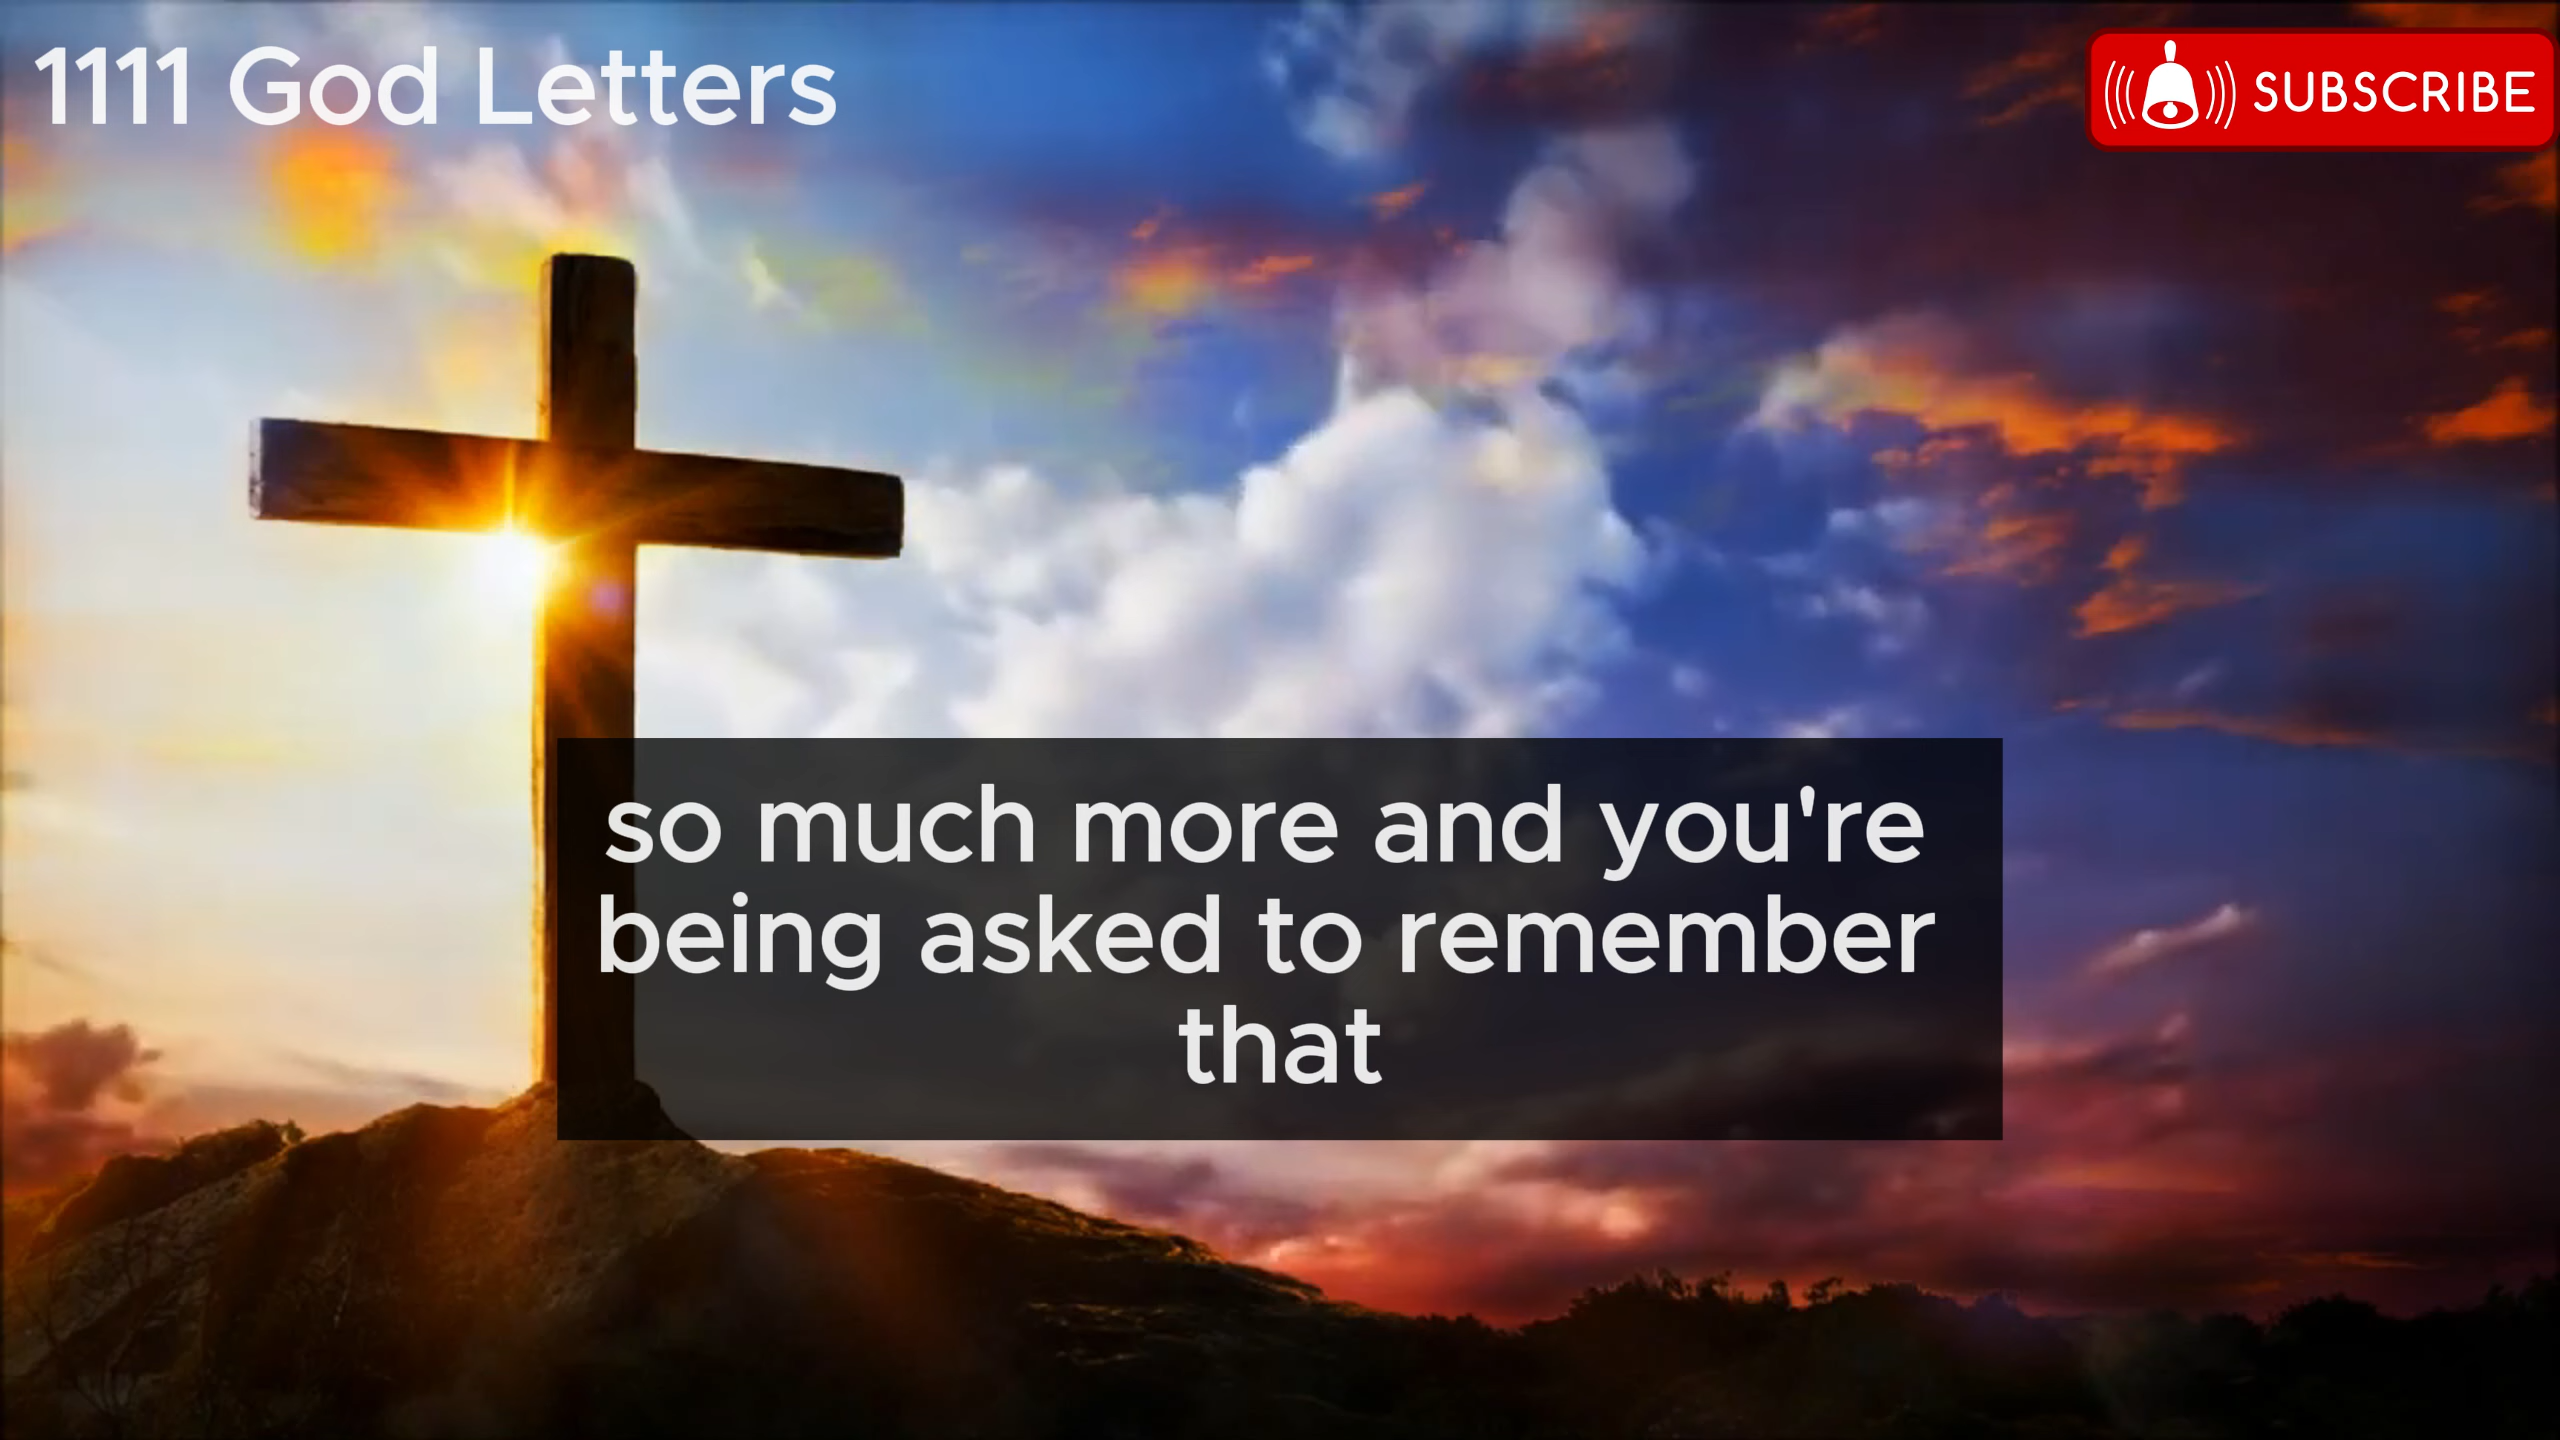 1111 God Letters
SUBSCRIBE
so much more and you're
being asked to remember
that